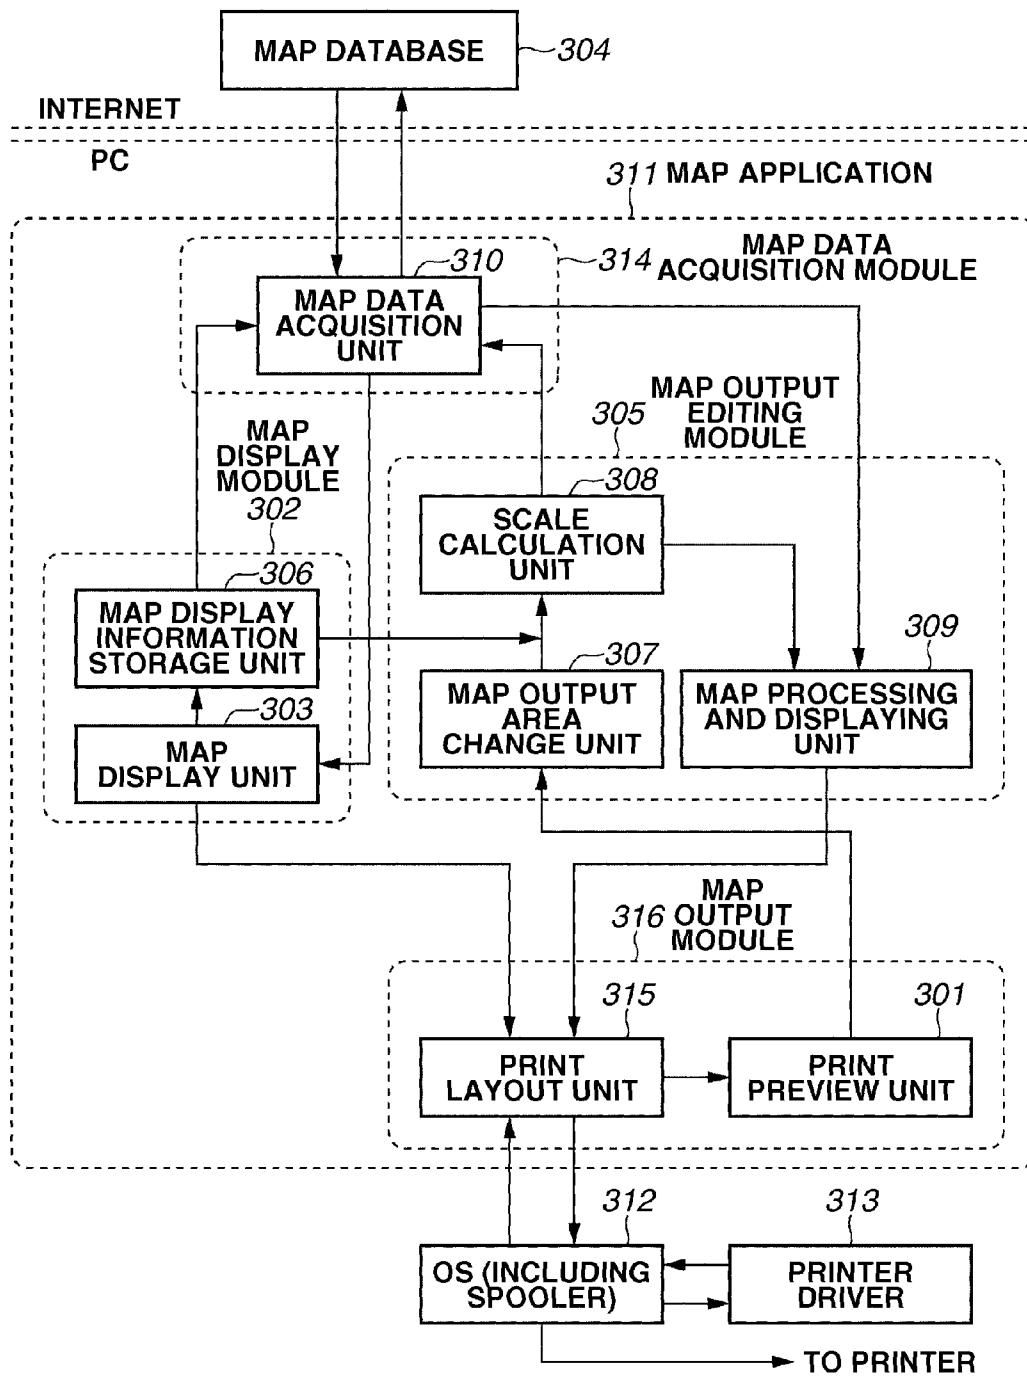 MAP DATABASE
304
INTERNET
PC
311 MAP APPLICATION
310
314
MAP DATA
ACQUISITION MODULE
MAP DATA
ACQUISITION
UNIT
MAP
DISPLAY
MODULE
302
305
MAP OUTPUT
EDITING
MODULE
308
SCALE
CALCULATION
UNIT
306
MAP DISPLAY
INFORMATION
STORAGE UNIT
307
309
MAP OUTPUT
AREA
CHANGE UNIT
MAP PROCESSING
AND DISPLAYING
UNIT
303
MAP
DISPLAY UNIT
316
MAP
OUTPUT
MODULE
315
301
PRINT
LAYOUT UNIT
PRINT
PREVIEW UNIT
312
313
OS (INCLUDING
SPOOLER)
PRINTER
DRIVER
TO PRINTER